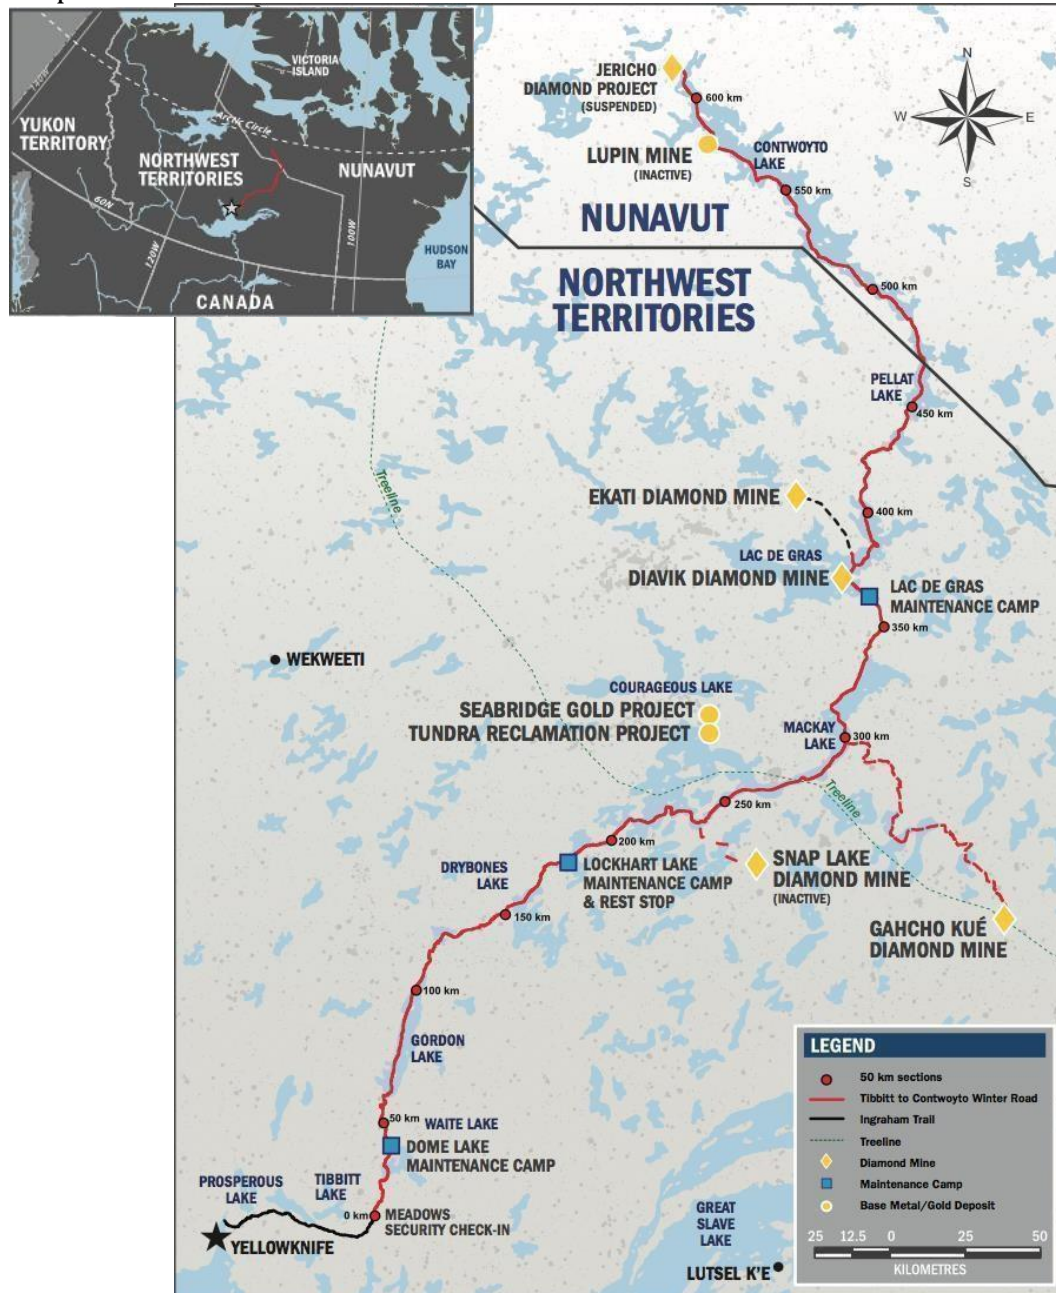 140W
VICTORIA
ISLAND
Arctic Circle
YUKON
TERRITORY
NORTHWEST
TERRITORIES
NUNAVUT
60N
120W
100W
HUDSON
BAY
CANADA
N
W
E
S
JERICHO
DIAMOND PROJECT
(SUSPENDED)
600 km
LUPIN MINE
(INACTIVE)
CONTWOYTO
LAKE
550 km
NUNAVUT
NORTHWEST
TERRITORIES
500 km
PELLAT
LAKE
450 km
Treeline
EKATI DIAMOND MINE
400 km
LAC DE GRAS
DIAVIK DIAMOND MINE
LAC DE GRAS
MAINTENANCE CAMP
350 km
WEKWEETI
COURAGEOUS LAKE
SEABRIDGE GOLD PROJECT
TUNDRA RECLAMATION PROJECT
MACKAY
LAKE
300 km
Treeline
250 km
200 km
DRYBONES
LAKE
LOCKHART LAKE
MAINTENANCE CAMP
& REST STOP
SNAP LAKE
DIAMOND MINE
(INACTIVE)
150 km
GAHCHO KUÉ
DIAMOND MINE
100 km
GORDON
LAKE
50 km
WAITE LAKE
DOME LAKE
MAINTENANCE CAMP
PROSPEROUS
LAKE
TIBBITT
LAKE
0 km
MEADOWS
SECURITY CHECK-IN
YELLOWKNIFE
GREAT
SLAVE
LAKE
LUTSEL K'E
LEGEND
50 km sections
Tibbitt to Contwoyto Winter Road
Ingraham Trail
Treeline
Diamond Mine
Maintenance Camp
Base Metal/Gold Deposit
25 12.5 0 25 50
KILOMETRES